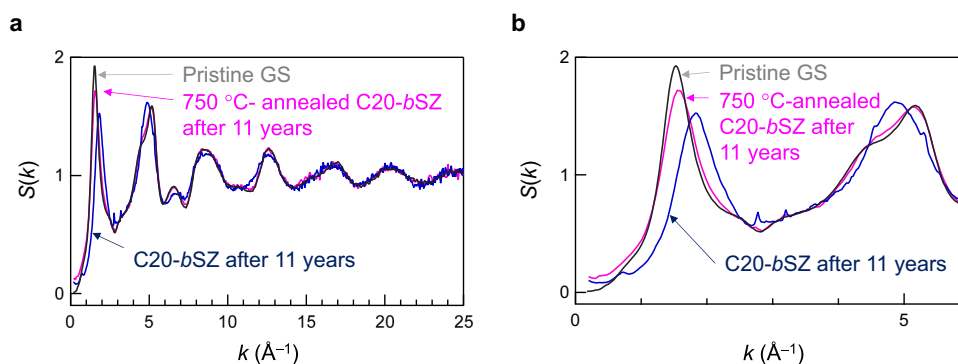 a
2
Pristine GS
750 °C- annealed C20-bSZ
after 11 years
S(k)
1
C20-bSZ after 11 years
0
0 5 10 15 20 25
k (Å⁻¹)
b
2
Pristine GS
750 °C-annealed
C20-bSZ after
11 years
S(k)
1
C20-bSZ after 11 years
0
0 5
k (Å⁻¹)